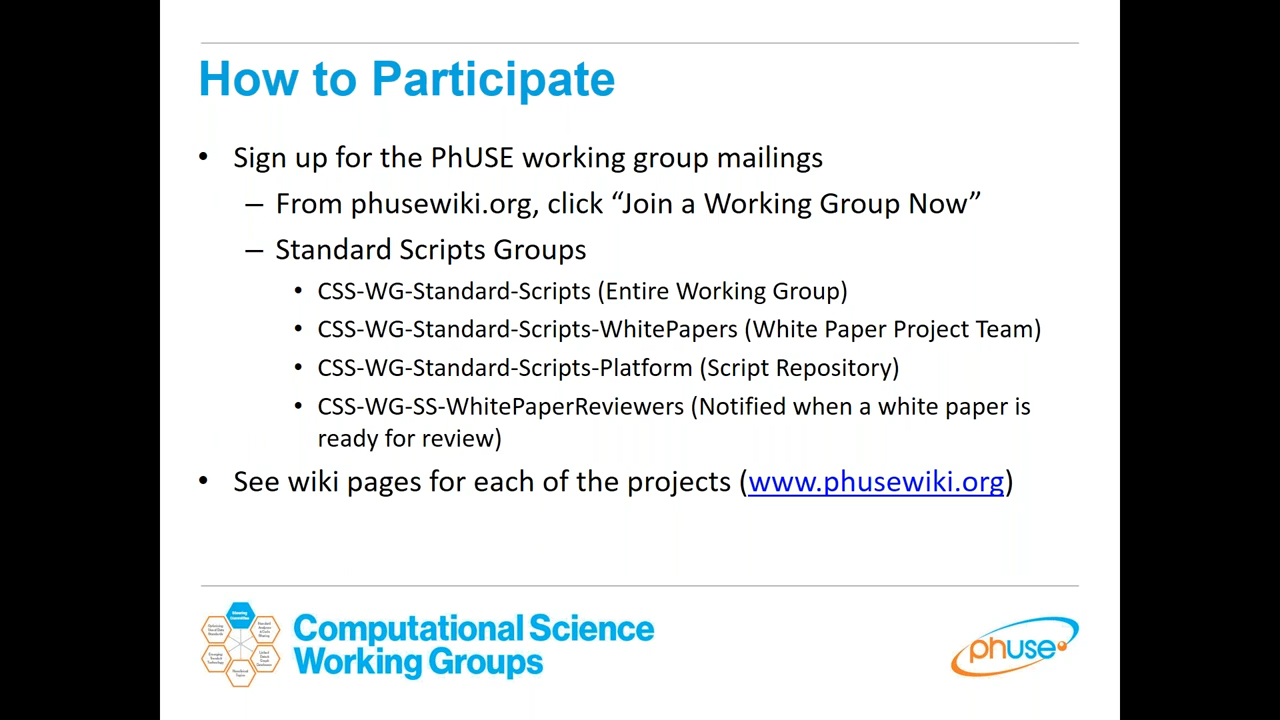 How to Participate
• Sign up for the PhUSE working group mailings
– From phusewiki.org, click “Join a Working Group Now”
– Standard Scripts Groups
• CSS-WG-Standard-Scripts (Entire Working Group)
• CSS-WG-Standard-Scripts-WhitePapers (White Paper Project Team)
• CSS-WG-Standard-Scripts-Platform (Script Repository)
• CSS-WG-SS-WhitePaperReviewers (Notified when a white paper is
ready for review)
• See wiki pages for each of the projects (www.phusewiki.org)
Computational Science
Working Groups
phuse